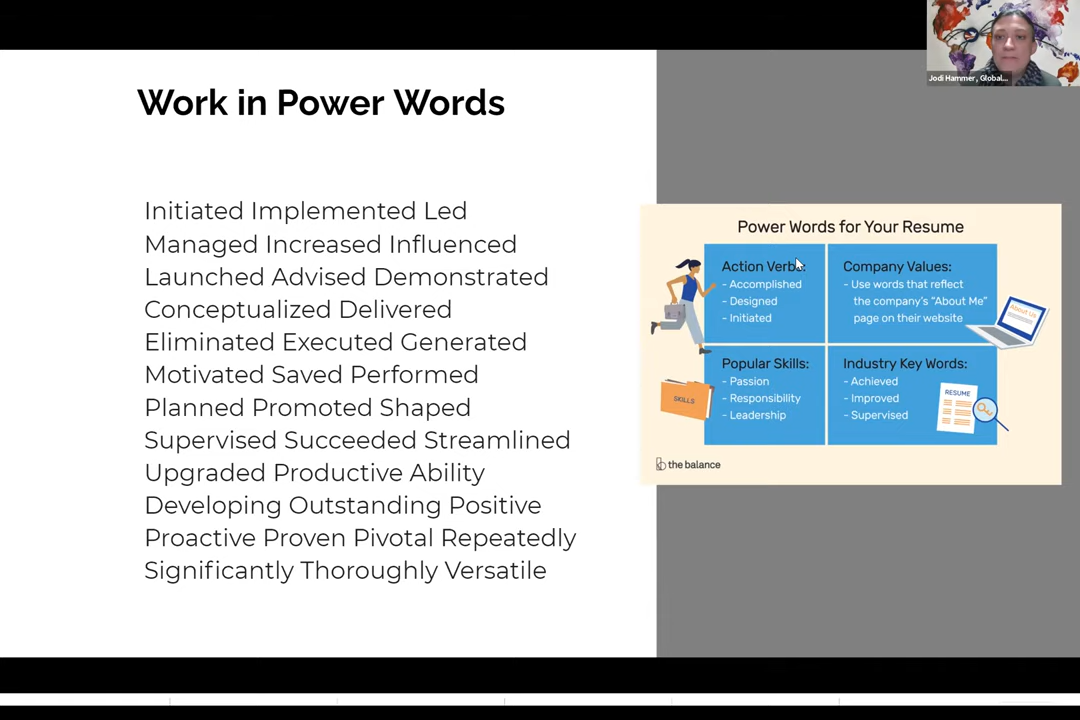 Jodi Hammer, Global...
Work in Power Words
Initiated Implemented Led
Managed Increased Influenced
Launched Advised Demonstrated
Conceptualized Delivered
Eliminated Executed Generated
Motivated Saved Performed
Planned Promoted Shaped
Supervised Succeeded Streamlined
Upgraded Productive Ability
Developing Outstanding Positive
Proactive Proven Pivotal Repeatedly
Significantly Thoroughly Versatile
Power Words for Your Resume
Action Verbs:
- Accomplished
- Designed
- Initiated
Company Values:
- Use words that reflect
the company's "About Me"
page on their website
About Us
Popular Skills:
- Passion
- Responsibility
- Leadership
SKILLS
Industry Key Words:
- Achieved
- Improved
- Supervised
RESUME
the balance